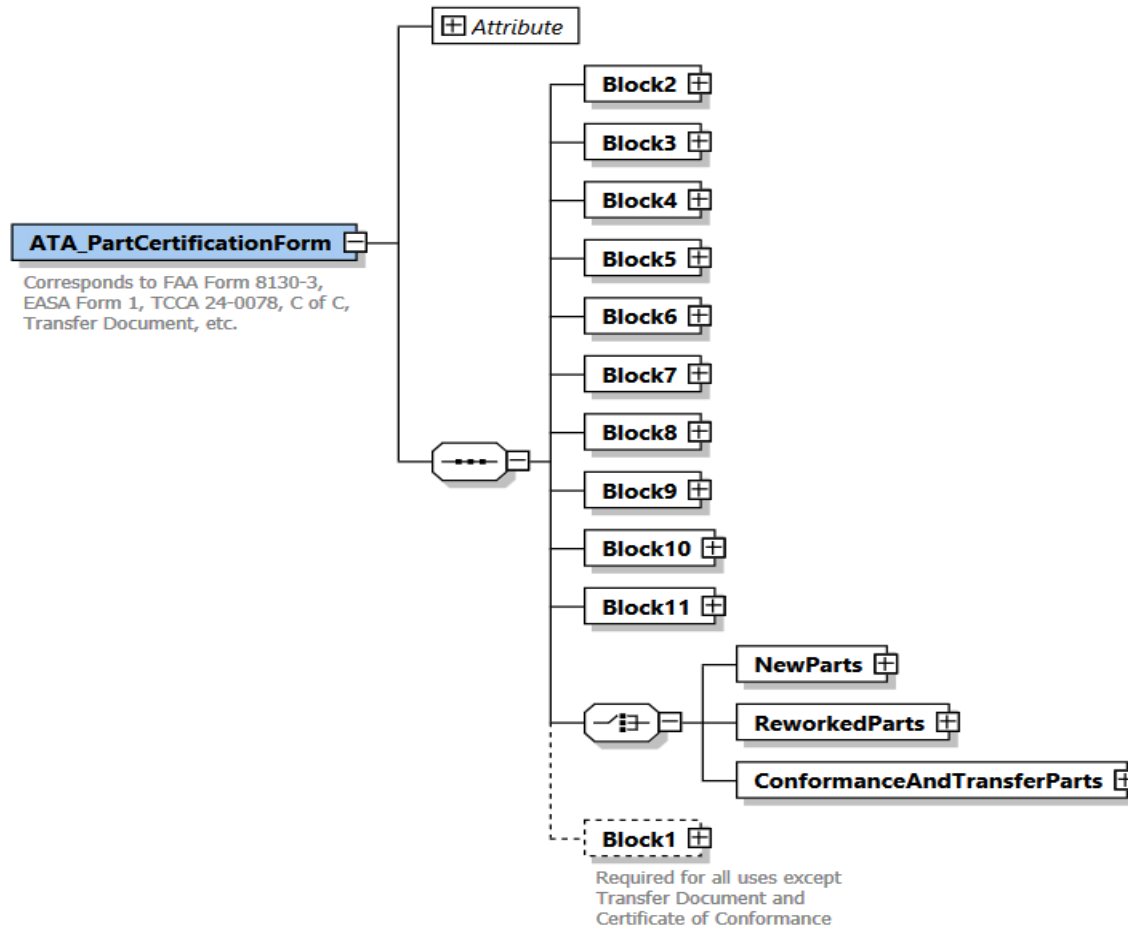 Attribute
Block2
Block3
Block4
Block5
Block6
Block7
Block8
Block9
Block10
Block11
ATA_PartCertificationForm
Corresponds to FAA Form 8130-3,
EASA Form 1, TCCA 24-0078, C of C,
Transfer Document, etc.
NewParts
ReworkedParts
ConformanceAndTransferParts
Block1
Required for all uses except
Transfer Document and
Certificate of Conformance